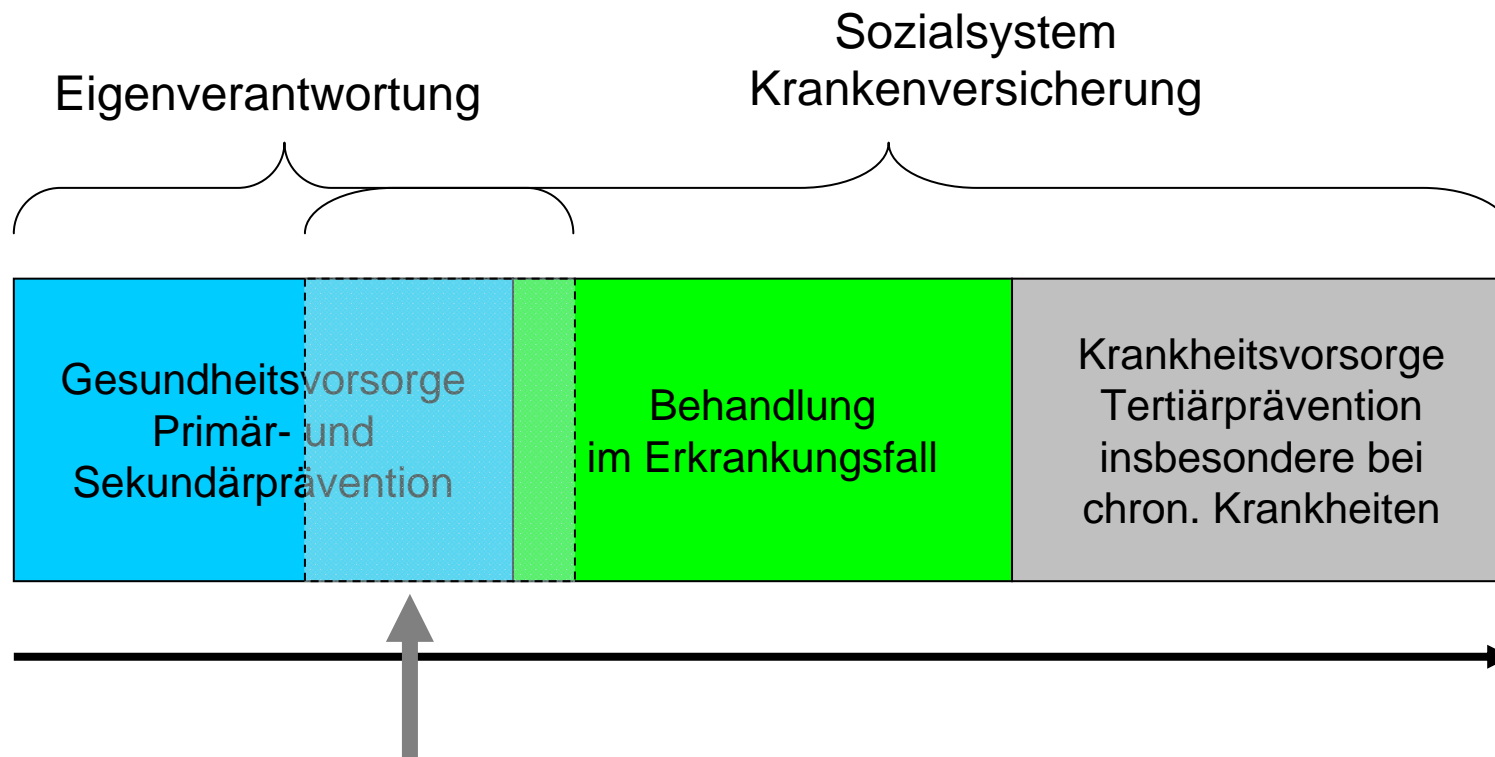 Sozialsystem
Krankenversicherung
Eigenverantwortung
Gesundheitsvorsorge
Primär- und
Sekundärprävention
Behandlung
im Erkrankungsfall
Krankheitsvorsorge
Tertiärprävention
insbesondere bei
chron. Krankheiten